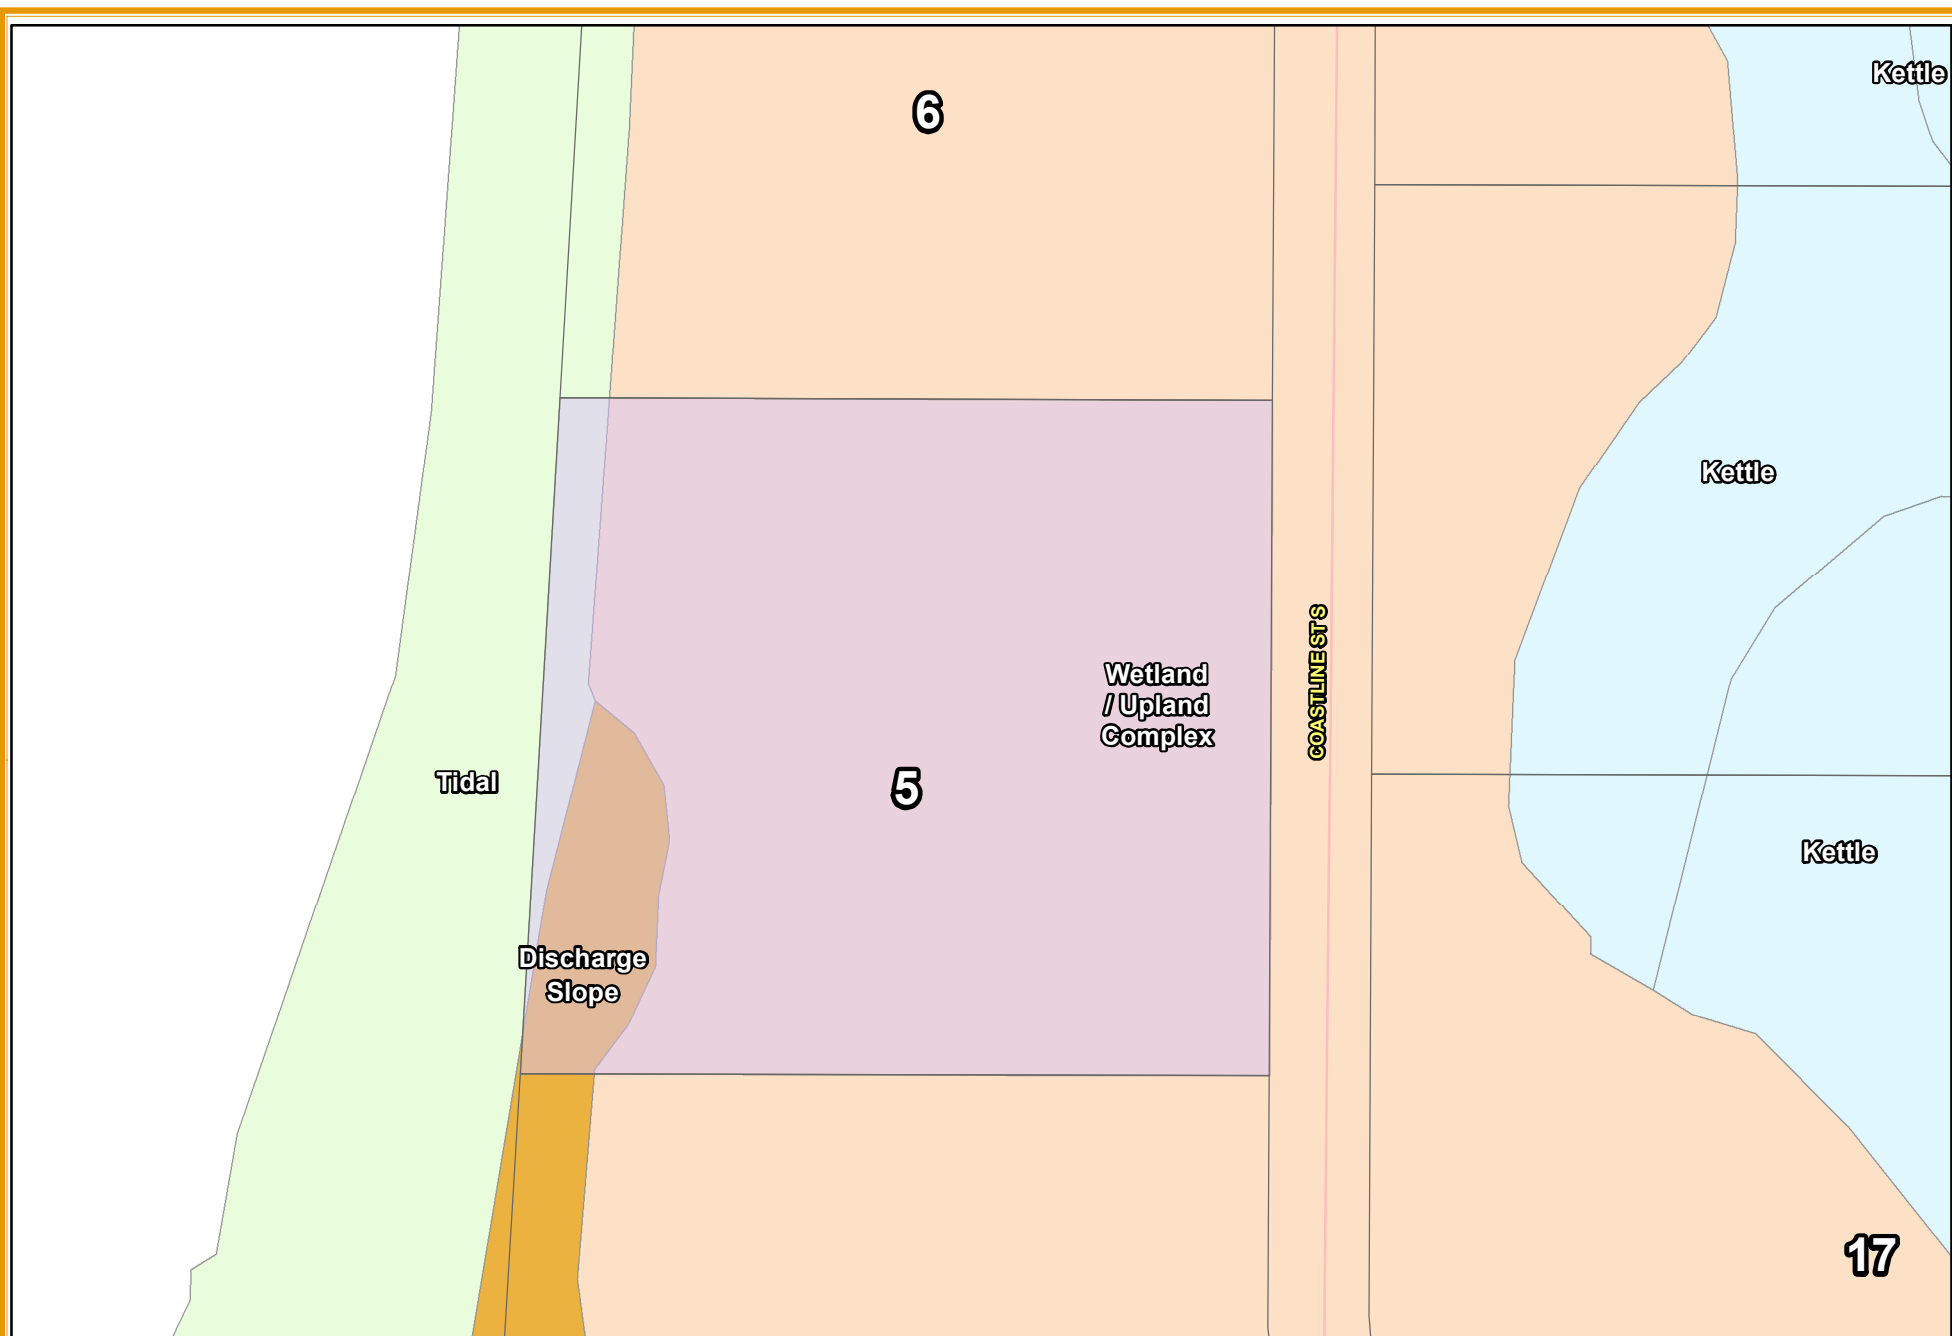 Kettle
6
Kettle
COASTLINE ST S
Wetland
/ Upland
Complex
Tidal
5
Kettle
Discharge
Slope
17